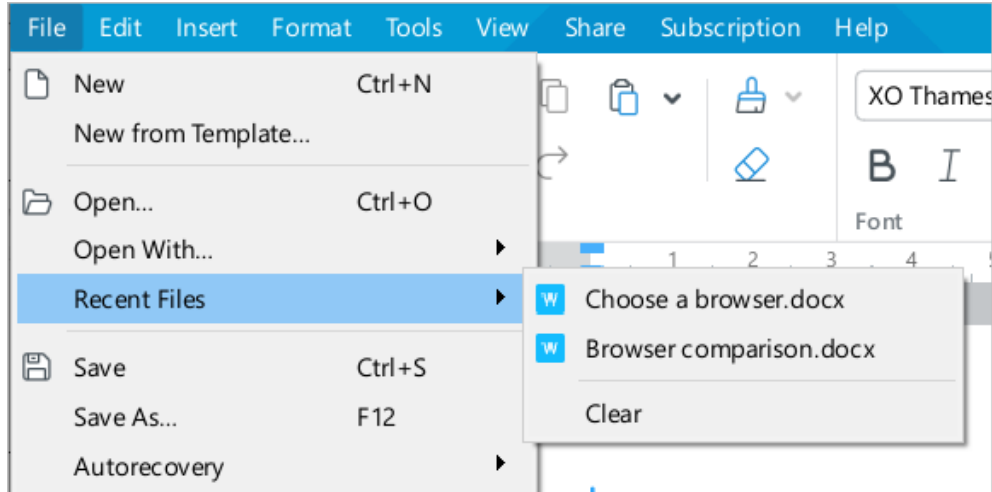 File Edit Insert Format Tools View Share Subscription Help
New Ctrl+N
New from Template...
XO Thames
Open... Ctrl+O
B I
Font
Open With...
1 2 3 4
Recent Files
Choose a browser.docx
W
Browser comparison.docx
W
Save Ctrl+S
Save As... F12
Clear
Autorecovery